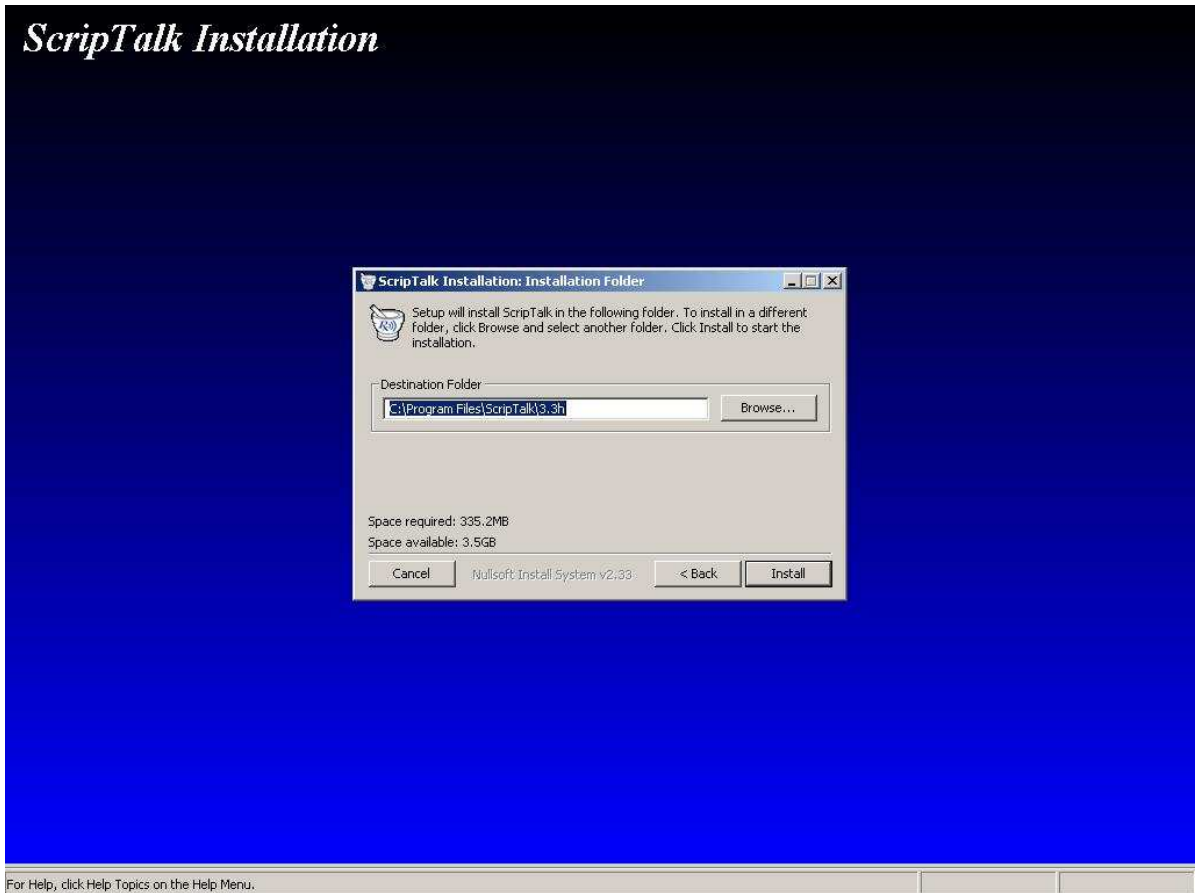 ScripTalk Installation
ScripTalk Installation: Installation Folder
Setup will install ScripTalk in the following folder. To install in a different
folder, click Browse and select another folder. Click Install to start the
installation.
Destination Folder
C:\Program Files\ScripTalk\3.3h
Browse...
Space required: 335.2MB
Space available: 3.5GB
Cancel
Nullsoft Install System v2.33
< Back
Install
For Help, click Help Topics on the Help Menu.